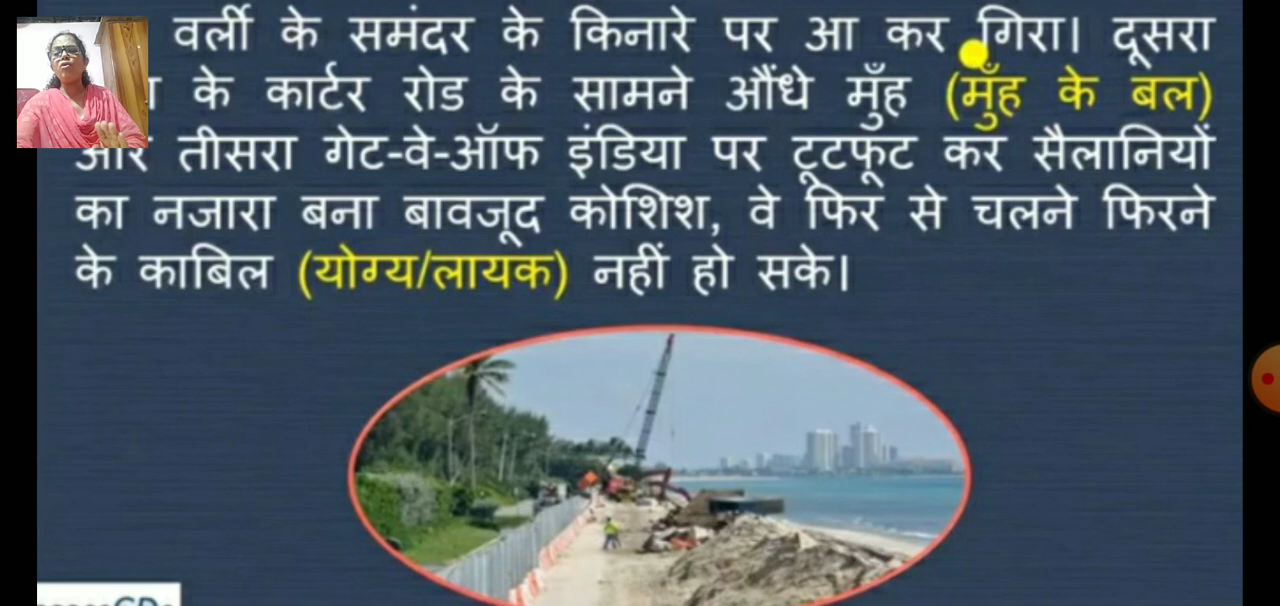 वर्ली के समंदर के किनारे पर आ कर गिरा। दूसरा
के कार्टर रोड के सामने औंधे मुँह (मुँह के बल)
और तीसरा गेट-वे-ऑफ इंडिया पर टूटफूट कर सैलानियों
का नजारा बना बावजूद कोशिश, वे फिर से चलने फिरने
के काबिल (योग्य/लायक) नहीं हो सके।